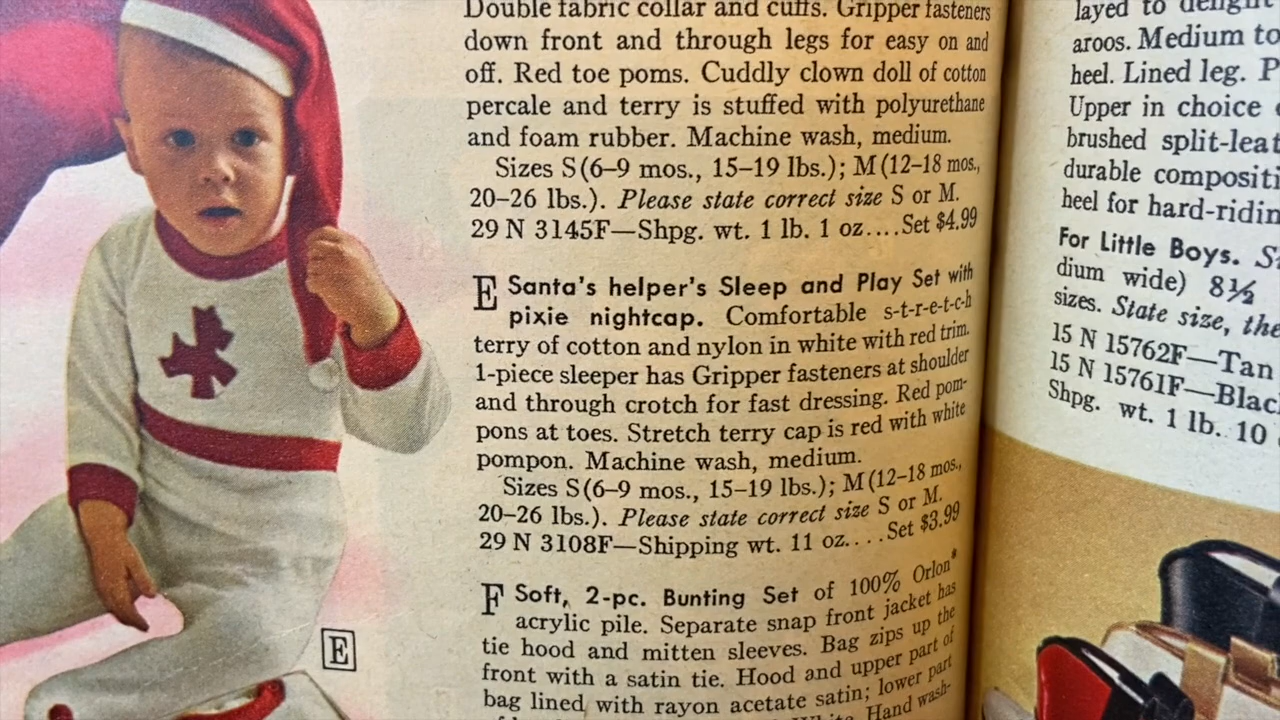 Double fabric collar and cuffs. Gripper fasteners
down front and through legs for easy on and
off. Red toe poms. Cuddly clown doll of cotton
percale and terry is stuffed with polyurethane
and foam rubber. Machine wash, medium.
Sizes S (6–9 mos., 15–19 lbs.); M (12–18 mos.,
20–26 lbs.). Please state correct size S or M.
29 N 3145F—Shpg. wt. 1 lb. 1 oz....Set $4.99
E Santa's helper's Sleep and Play Set with
pixie nightcap. Comfortable s-t-r-e-t-c-h
terry of cotton and nylon in white with red trim.
1-piece sleeper has Gripper fasteners at shoulder
and through crotch for fast dressing. Red pom-
pons at toes. Stretch terry cap is red with white
pompon. Machine wash, medium.
Sizes S (6–9 mos., 15–19 lbs.); M (12–18 mos.,
20–26 lbs.). Please state correct size S or M.
29 N 3108F—Shipping wt. 11 oz....Set $3.99
F Soft, 2-pc. Bunting Set of 100% Orlon*
acrylic pile. Separate snap front jacket has
tie hood and mitten sleeves. Bag zips up the
front with a satin tie. Hood and upper part of
bag lined with rayon acetate satin; lower part
White. Hand wash-
E
layed to delight
aroos. Medium to
heel. Lined leg.
Upper in choice
brushed split-leat
durable compositi
heel for hard-ridin
For Little Boys.
dium wide) 8½
sizes. State size, the
15 N 15762F—Tan
15 N 15761F—Blac
Shpg. wt. 1 lb. 10